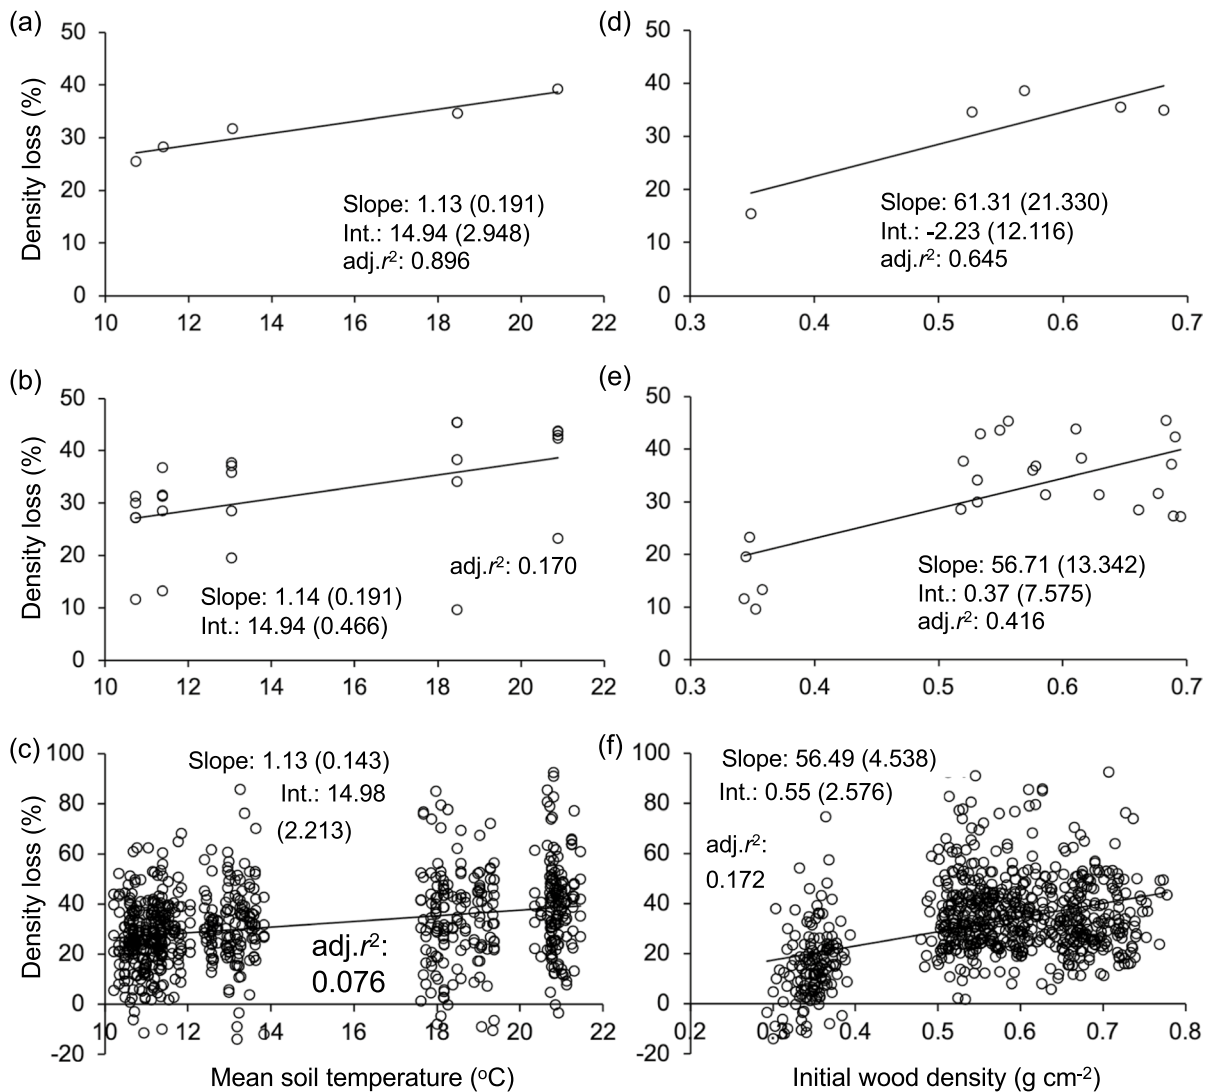 (a)
50
40
30
20
10
0
Density loss (%)
Slope: 1.13 (0.191)
Int.: 14.94 (2.948)
adj.r²: 0.896
10 12 14 16 18 20 22
(d)
50
40
30
20
10
0
Slope: 61.31 (21.330)
Int.: -2.23 (12.116)
adj.r²: 0.645
0.3 0.4 0.5 0.6 0.7
(b)
50
40
30
20
10
0
Density loss (%)
adj.r²: 0.170
Slope: 1.14 (0.191)
Int.: 14.94 (0.466)
10 12 14 16 18 20 22
(e)
50
40
30
20
10
0
Slope: 56.71 (13.342)
Int.: 0.37 (7.575)
adj.r²: 0.416
0.3 0.4 0.5 0.6 0.7
(c)
100
80
60
40
20
0
-20
Density loss (%)
Slope: 1.13 (0.143)
Int.: 14.98
(2.213)
adj.r²:
0.076
10 12 14 16 18 20 22
Mean soil temperature (ºC)
(f)
100
80
60
40
20
0
-20
Slope: 56.49 (4.538)
Int.: 0.55 (2.576)
adj.r²:
0.172
0.2 0.3 0.4 0.5 0.6 0.7 0.8
Initial wood density (g cm⁻²)